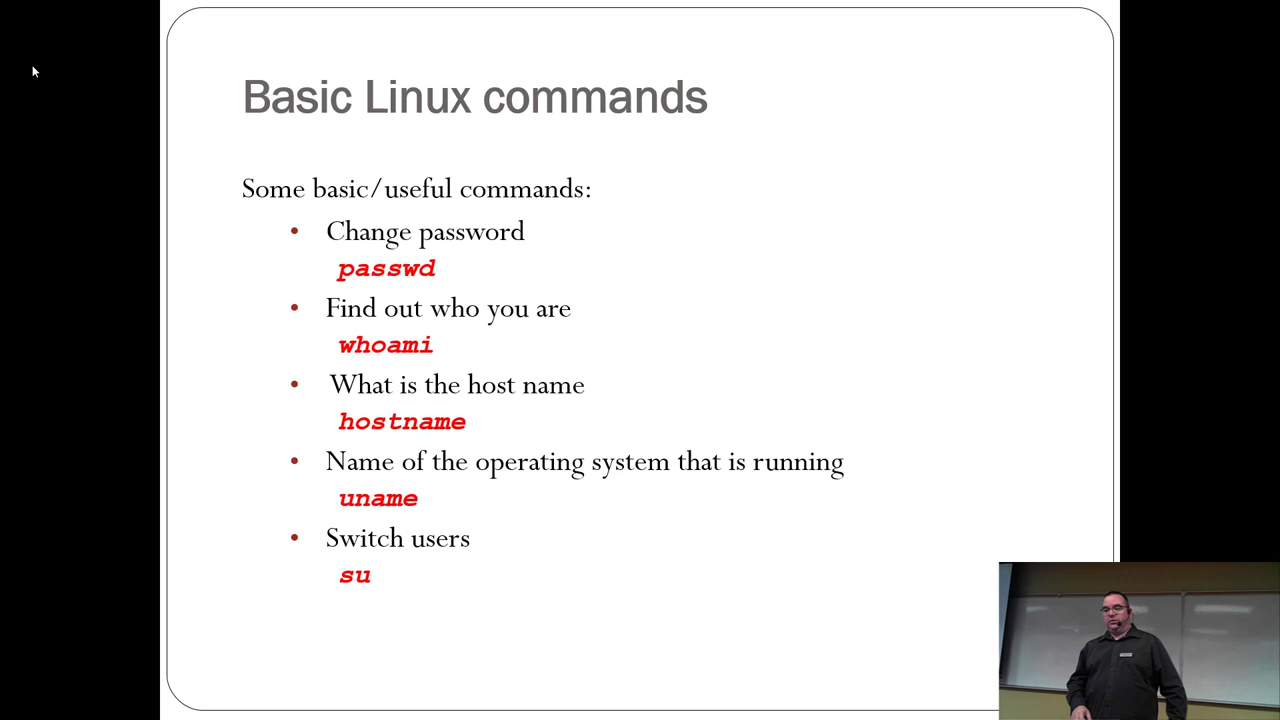 Basic Linux commands
Some basic/useful commands:
• Change password
passwd
• Find out who you are
whoami
• What is the host name
hostname
• Name of the operating system that is running
uname
• Switch users
su